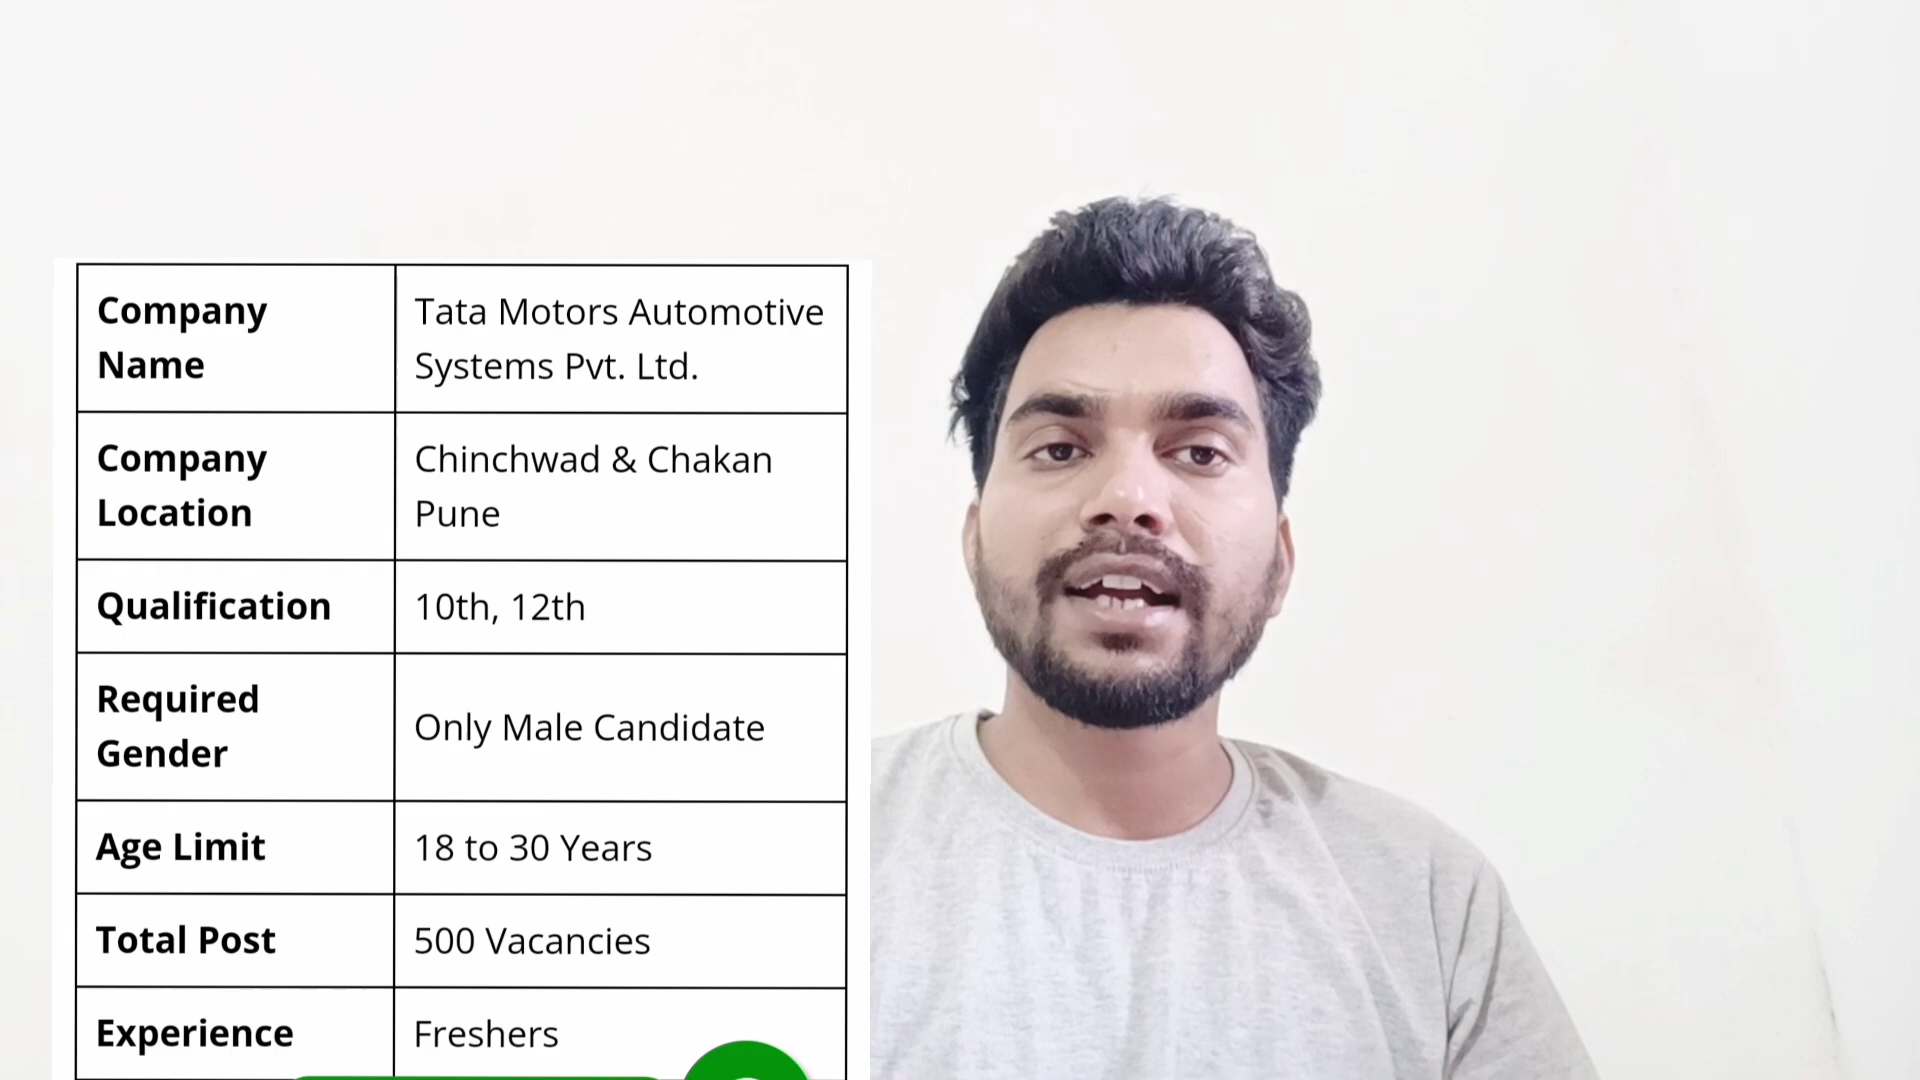 Company
Name
Tata Motors Automotive
Systems Pvt. Ltd.
Company
Location
Chinchwad & Chakan
Pune
Qualification
10th, 12th
Required
Gender
Only Male Candidate
Age Limit
18 to 30 Years
Total Post
500 Vacancies
Experience
Freshers